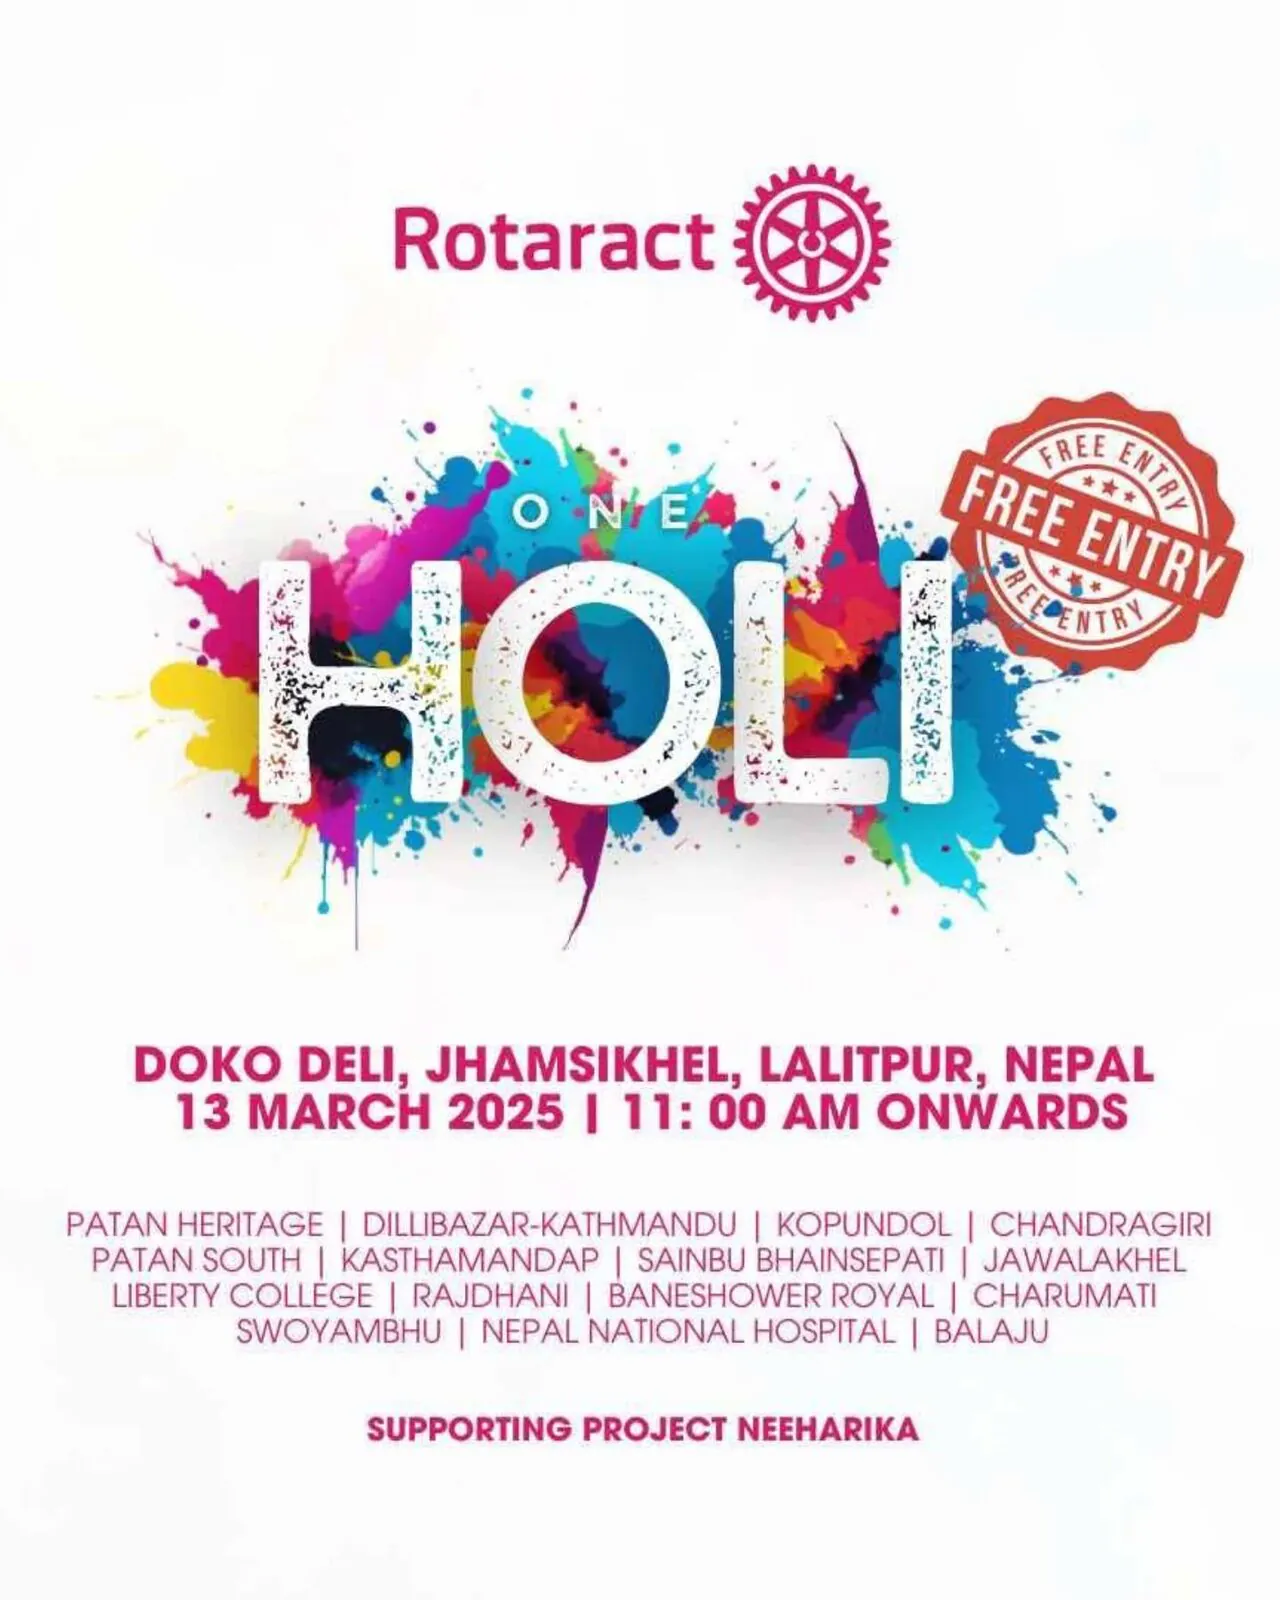 Rotaract
ONE
HOLI
FREE ENTRY
FREE ENTRY
FREE ENTRY
DOKO DELI, JHAMSIKHEL, LALITPUR, NEPAL
13 MARCH 2025 | 11: 00 AM ONWARDS
PATAN HERITAGE | DILLIBAZAR-KATHMANDU | KOPUNDOL | CHANDRAGIRI
PATAN SOUTH | KASTHAMANDAP | SAINBU BHAINSEPATI | JAWALAKHEL
LIBERTY COLLEGE | RAJDHANI | BANESHOWER ROYAL | CHARUMATI
SWOYAMBHU | NEPAL NATIONAL HOSPITAL | BALAJU
SUPPORTING PROJECT NEEHARIKA